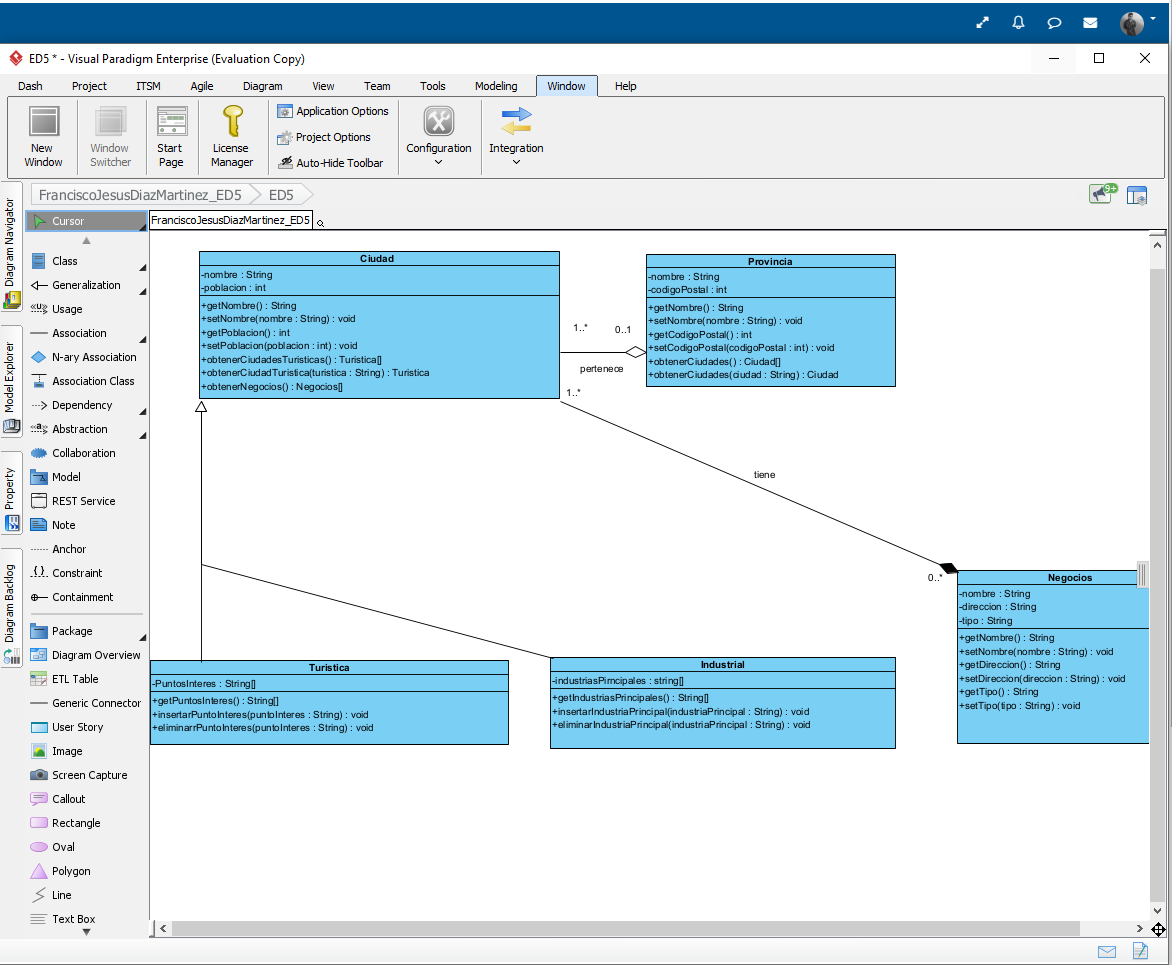 ED5 * - Visual Paradigm Enterprise (Evaluation Copy)
Dash Project ITSM Agile Diagram View Team Tools Modeling Window Help
New Window
Window Switcher
Start Page
License Manager
Application Options
Project Options
Auto-Hide Toolbar
Configuration
Integration
FranciscoJesusDiazMartinez_ED5 ED5
9+
Diagram Navigator
Model Explorer
Property
Diagram Backlog
Cursor
Class
Generalization
Usage
Association
N-ary Association
Association Class
Dependency
Abstraction
Collaboration
Model
REST Service
Note
Anchor
Constraint
Containment
Package
Diagram Overview
ETL Table
Generic Connector
User Story
Image
Screen Capture
Callout
Rectangle
Oval
Polygon
Line
Text Box
FranciscoJesusDiazMartinez_ED5
Ciudad
-nombre : String
-poblacion : int
+getNombre() : String
+setNombre(nombre : String) : void
+getPoblacion() : int
+setPoblacion(poblacion : int) : void
+obtenerCiudadesTuristicas() : Turistica[]
+obtenerCiudadTuristica(turistica : String) : Turistica
+obtenerNegocios() : Negocios[]
1..*
0..1
pertenece
1..*
Provincia
-nombre : String
-codigoPostal : int
+getNombre() : String
+setNombre(nombre : String) : void
+getCodigoPostal() : int
+setCodigoPostal(codigoPostal : int) : void
+obtenerCiudades() : Ciudad[]
+obtenerCiudades(ciudad : String) : Ciudad
tiene
0..*
Negocios
-nombre : String
-direccion : String
-tipo : String
+getNombre() : String
+setNombre(nombre : String) : void
+getDireccion() : String
+setDireccion(direccion : String) : void
+getTipo() : String
+setTipo(tipo : String) : void
Turistica
-PuntosInteres : String[]
+getPuntosInteres() : String[]
+insertarPuntoInteres(puntoInteres : String) : void
+eliminarrPuntoInteres(puntoInteres : String) : void
Industrial
-industriasPirncipales : string[]
+getIndustriasPrincipales() : String[]
+insertarIndustriaPrincipal(industriaPrincipal : String) : void
+eliminarIndustriaPrincipal(industriaPrincipal : String) : void